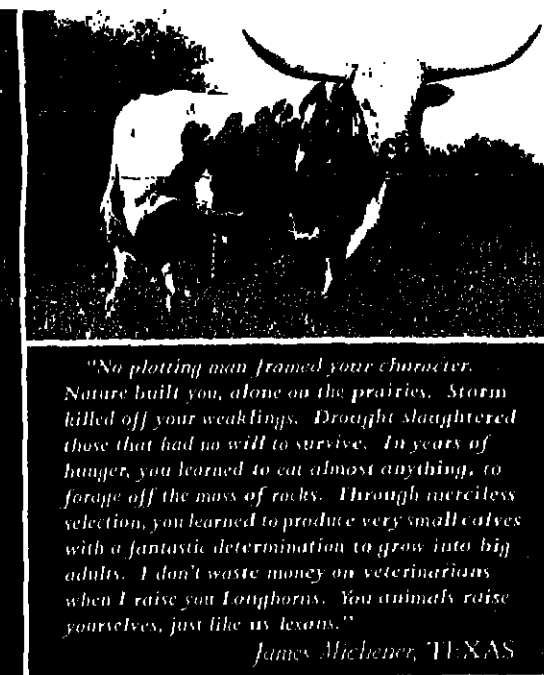 "No plotting man framed your character.
Nature built you, alone on the prairies. Storm
killed off your weaklings. Drought slaughtered
those that had no will to survive. In years of
hunger, you learned to eat almost anything, to
forage off the moss of rocks. Through merciless
selection, you learned to produce very small calves
with a fantastic determination to grow into big
adults. I don't waste money on veterinarians
when I raise you Longhorns. You animals raise
yourselves, just like us Texans."
James Michener, TEXAS